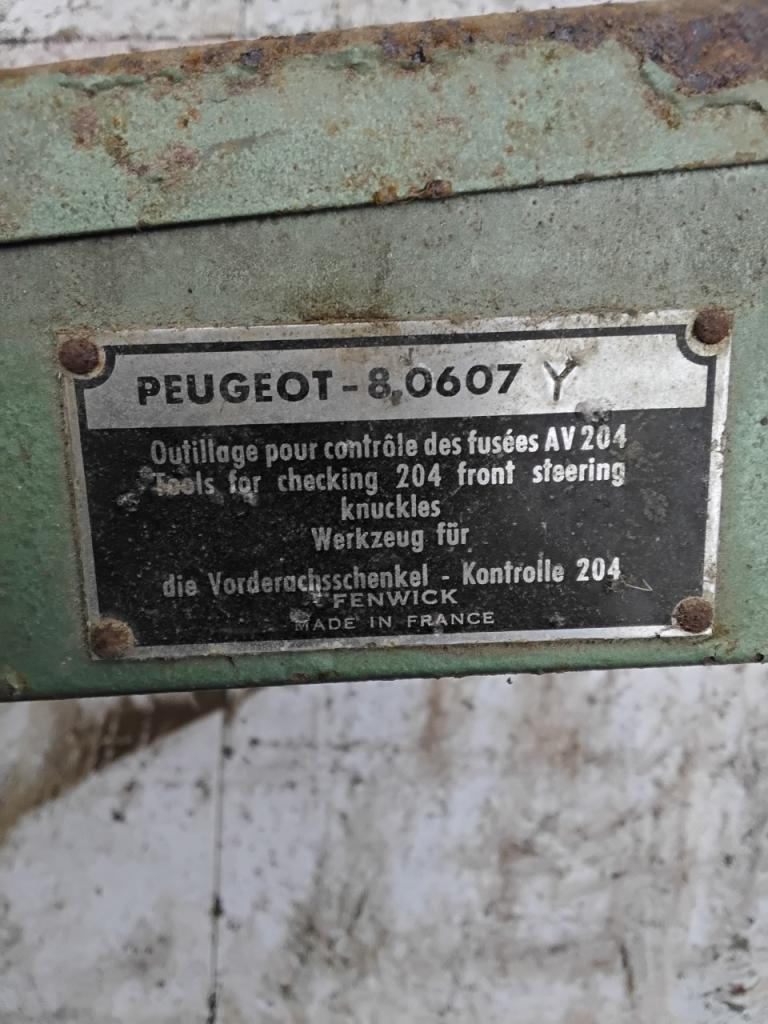 PEUGEOT - 8,0607 Y
Outillage pour contrôle des fusées AV 204
Tools for checking 204 front steering
knuckles
Werkzeug für
die Vorderachsschenkel - Kontrolle 204
FENWICK
MADE IN FRANCE